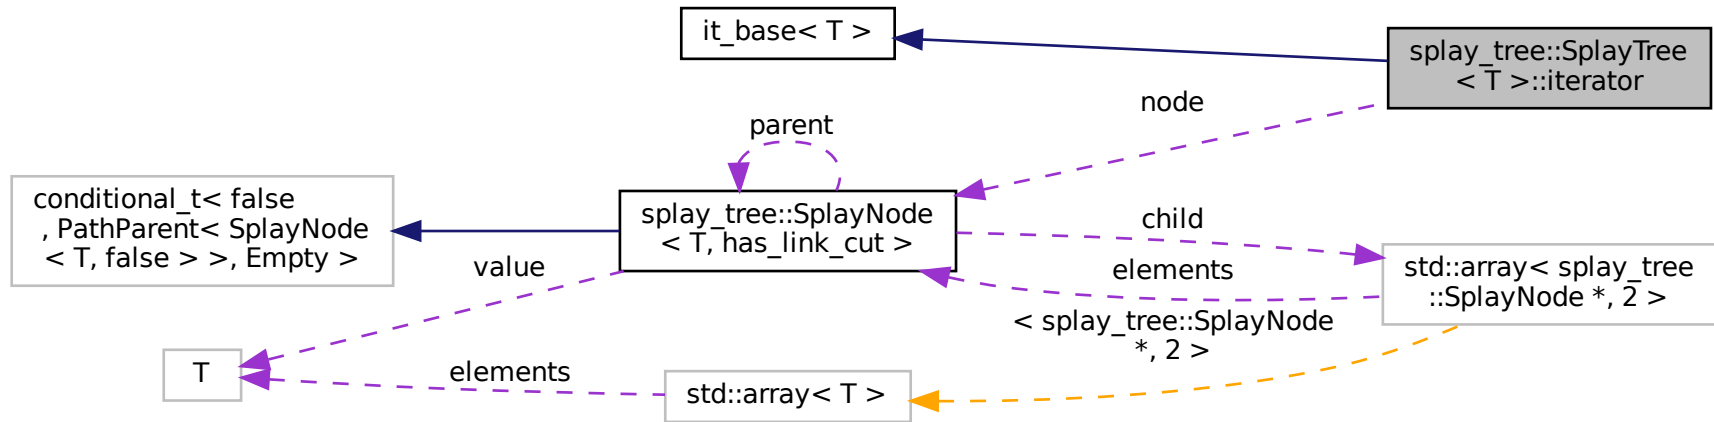 it_base< T >
splay_tree::SplayTree
< T >::iterator
node
parent
conditional_t< false
, PathParent< SplayNode
< T, false > >, Empty >
splay_tree::SplayNode
< T, has_link_cut >
child
value
elements
std::array< splay_tree
::SplayNode *, 2 >
< splay_tree::SplayNode
*, 2 >
T
elements
std::array< T >